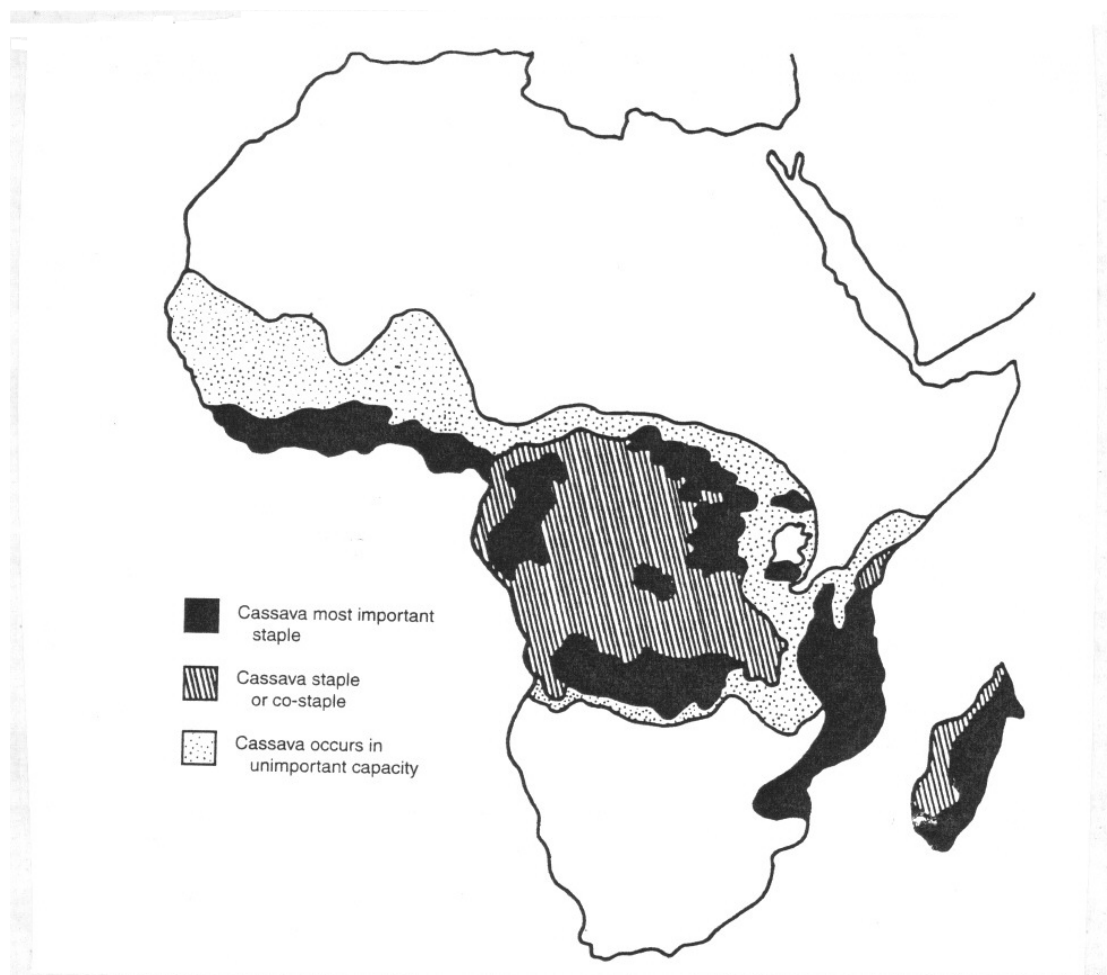 Cassava most important
staple
Cassava staple
or co-staple
Cassava occurs in
unimportant capacity